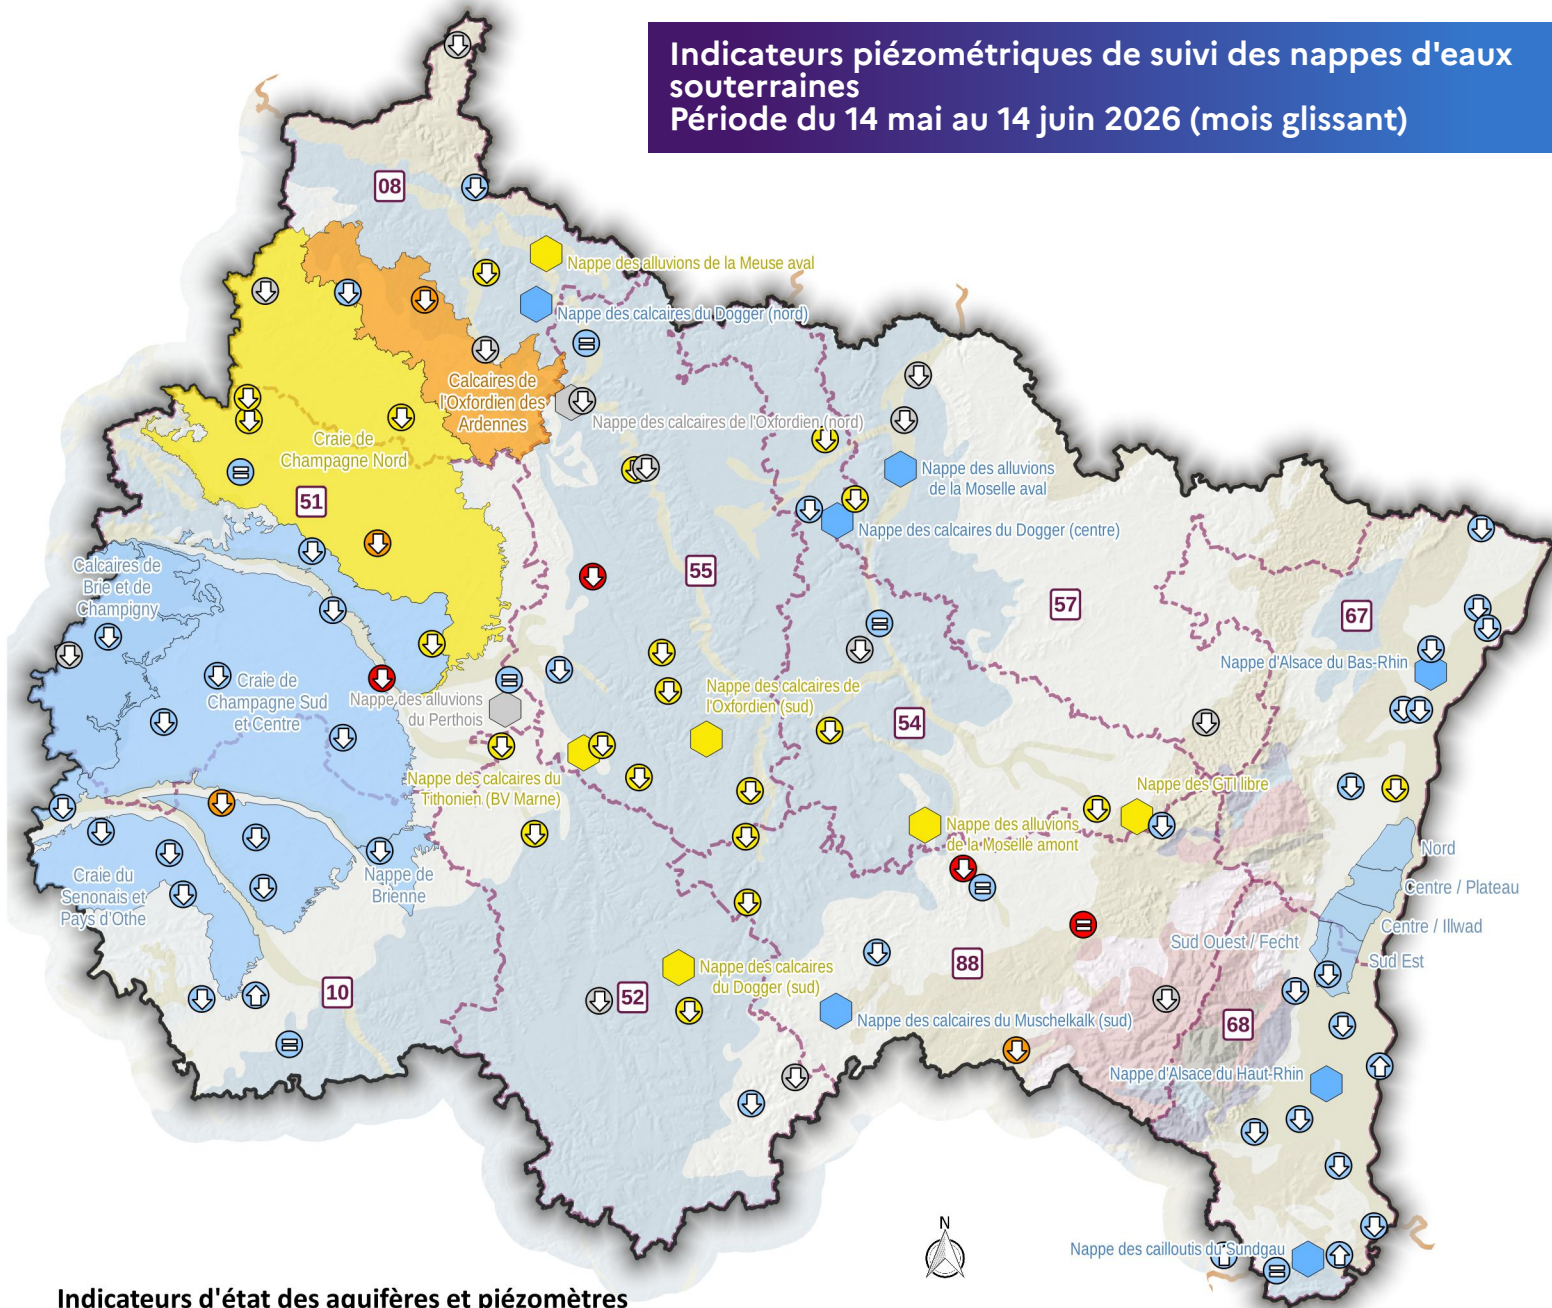 Indicateurs piézométriques de suivi des nappes d'eaux
souterraines
Période du 14 mai au 14 juin 2026 (mois glissant)
08
Nappe des alluvions de la Meuse aval
Nappe des calcaires du Dogger (nord)
Calcaires de
l'Oxfordien des
Ardennes
Nappe des calcaires de l'Oxfordien (nord)
Craie de
Champagne Nord
51
Nappe des alluvions
de la Moselle aval
Nappe des calcaires du Dogger (centre)
Calcaires de
Brie et de
Champigny
55
57
67
Nappe d'Alsace du Bas-Rhin
Craie de
Champagne Sud
et Centre
Nappe des alluvions
du Perthois
Nappe des calcaires de
l'Oxfordien (sud)
54
Nappe des calcaires du
Tithonien (BV Marne)
Nappe des GTI libre
Nappe des alluvions
de la Moselle amont
Nord
Centre / Plateau
Centre / Illwad
Sud Ouest / Fecht
Sud Est
Craie du
Senonais et
Pays d'Othe
Nappe de
Brienne
88
10
52
Nappe des calcaires
du Dogger (sud)
Nappe des calcaires du Muschelkalk (sud)
68
Nappe d'Alsace du Haut-Rhin
N
Nappe des cailloutis du Sundgau
Indicateurs d'état des aquifères et piézomètres